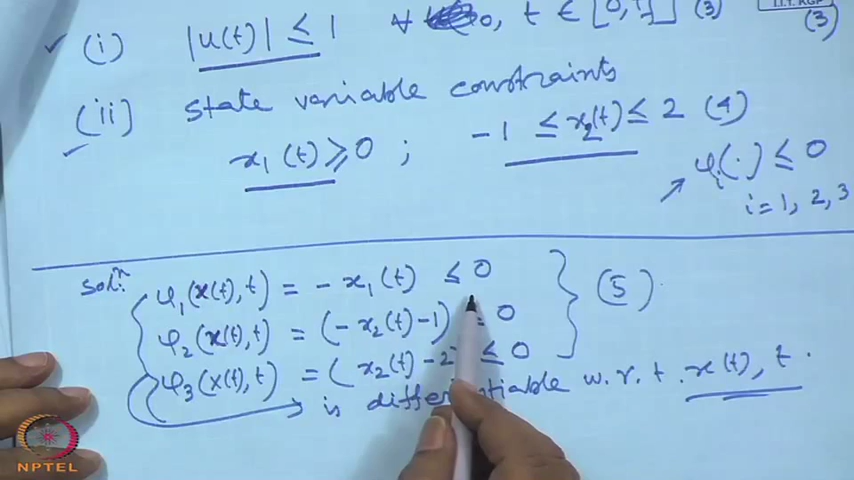 (i) |u(t)| ≤ 1 ∀ t ∈ [0, (3)
I.I.T. KGP
(3)
(ii) state variable constraints
x₁(t) ≥ 0 ; -1 ≤ x₂(t) ≤ 2 (4)
φᵢ(.) ≤ 0
i = 1, 2, 3
Solⁿ: φ₁(x(t), t) = - x₁(t) ≤ 0
φ₂(x(t), t) = (- x₂(t) - 1) 0
φ₃(x(t), t) = (x₂(t) - 2 ≤ 0
(5)
is differentiable w.r.t. x(t), t.
NPTEL